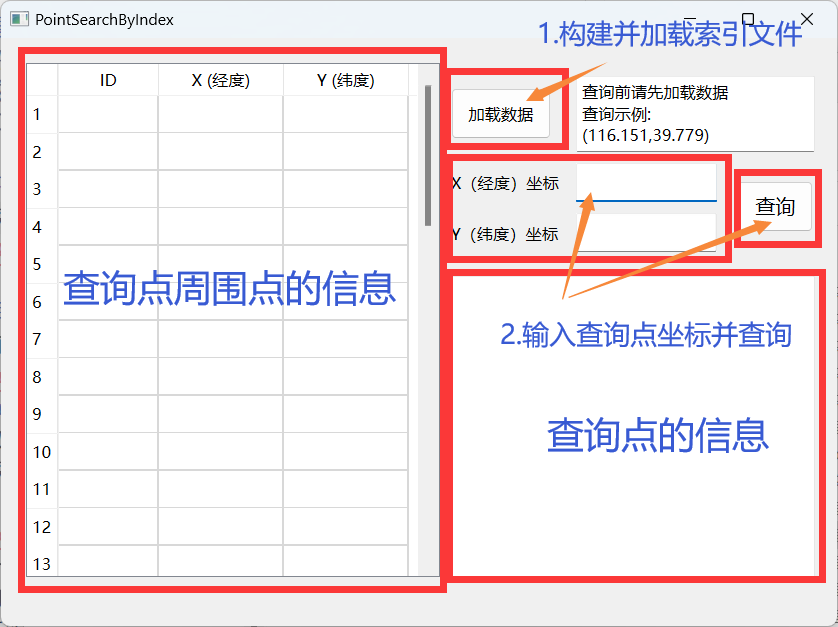 PointSearchByIndex
1.构建并加载索引文件
ID X (经度) Y (纬度)
加载数据
查询前请先加载数据
查询示例:
(116.151,39.779)
X（经度）坐标
Y（纬度）坐标
查询
1
2
3
4
5
6
7
8
9
10
11
12
13
查询点周围点的信息
2.输入查询点坐标并查询
查询点的信息